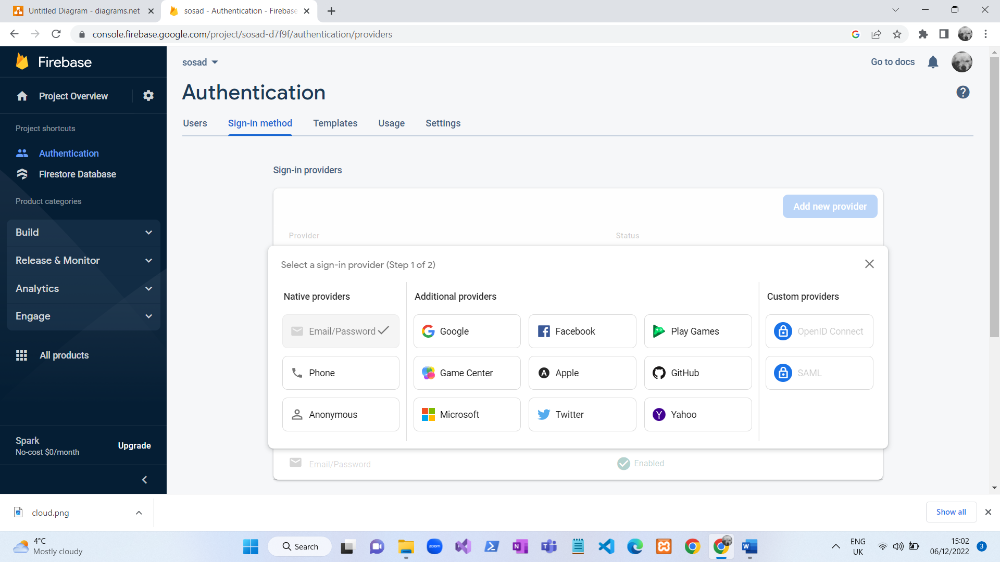 Untitled Diagram - diagrams.net
sosad - Authentication - Firebase
console.firebase.google.com/project/sosad-d7f9f/authentication/providers
Firebase
Project Overview
Project shortcuts
Authentication
Firestore Database
Product categories
Build
Release & Monitor
Analytics
Engage
All products
Spark
No-cost $0/month
Upgrade
sosad
Go to docs
Authentication
Users
Sign-in method
Templates
Usage
Settings
Sign-in providers
Add new provider
Provider
Status
Select a sign-in provider (Step 1 of 2)
Native providers
Email/Password
Phone
Anonymous
Additional providers
Google
Facebook
Play Games
Game Center
Apple
GitHub
Microsoft
Twitter
Yahoo
Custom providers
OpenID Connect
SAML
Email/Password
Enabled
cloud.png
Show all
4°C
Mostly cloudy
Search
zoom
ENG
UK
15:02
06/12/2022
3